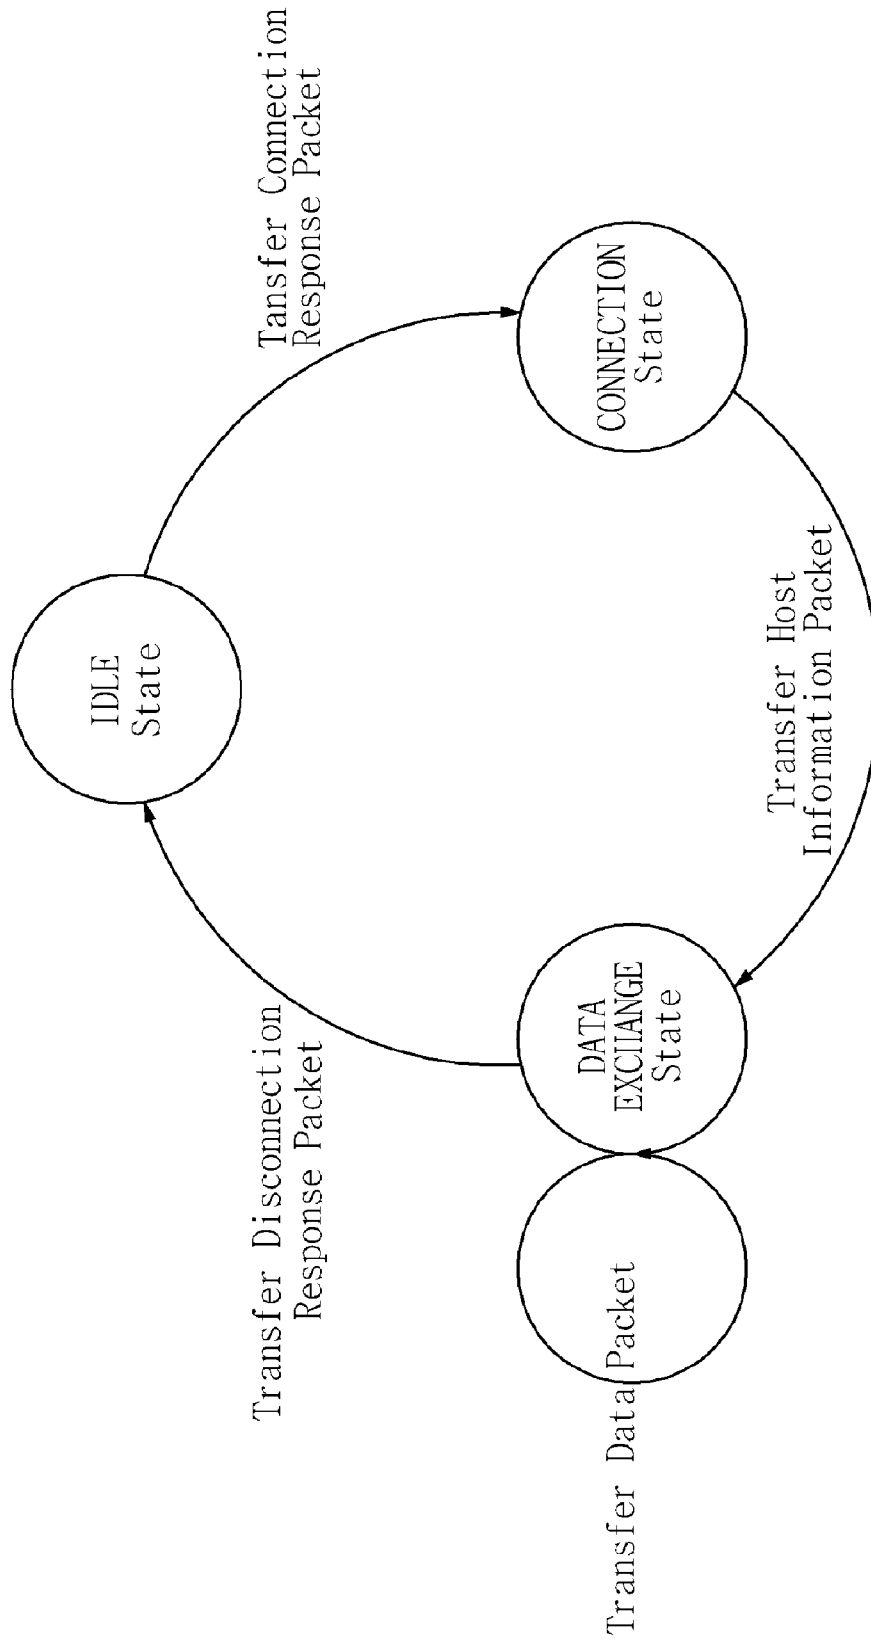 IDLE
State
Tansfer Connection
Response Packet
CONNECTION
State
Transfer Host
Information Packet
DATA
EXCHANGE
State
Transfer Disconnection
Response Packet
Transfer Data Packet